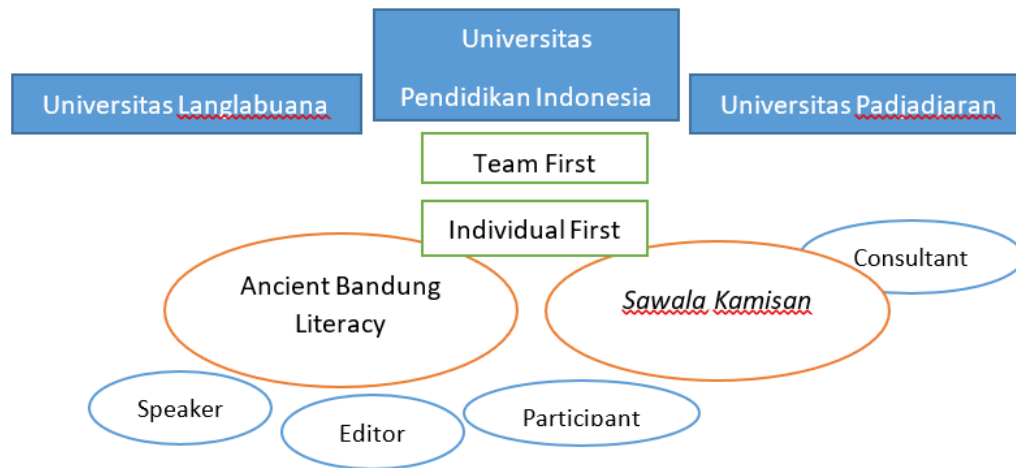 Universitas
Pendidikan Indonesia
Universitas Langlabuana
Universitas Padjadjaran
Team First
Individual First
Consultant
Ancient Bandung
Literacy
Sawala Kamisan
Speaker
Editor
Participant